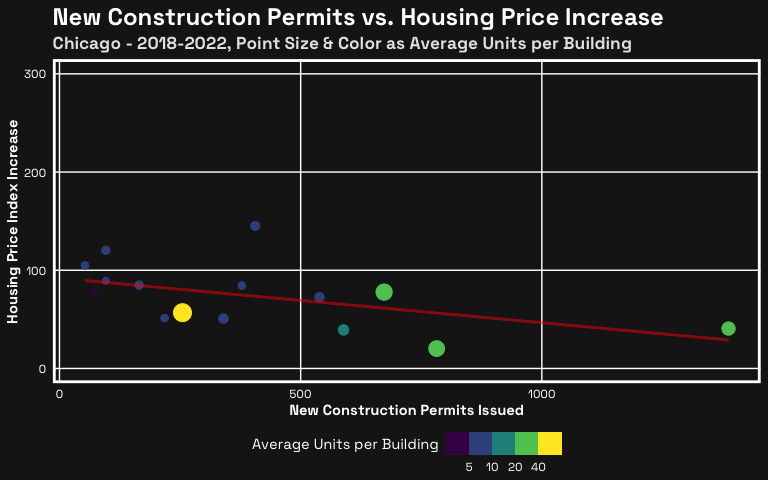 New Construction Permits vs. Housing Price Increase
Chicago - 2018-2022, Point Size & Color as Average Units per Building
Housing Price Index Increase
300
200
100
0
0 500 1000
New Construction Permits Issued
Average Units per Building
5 10 20 40